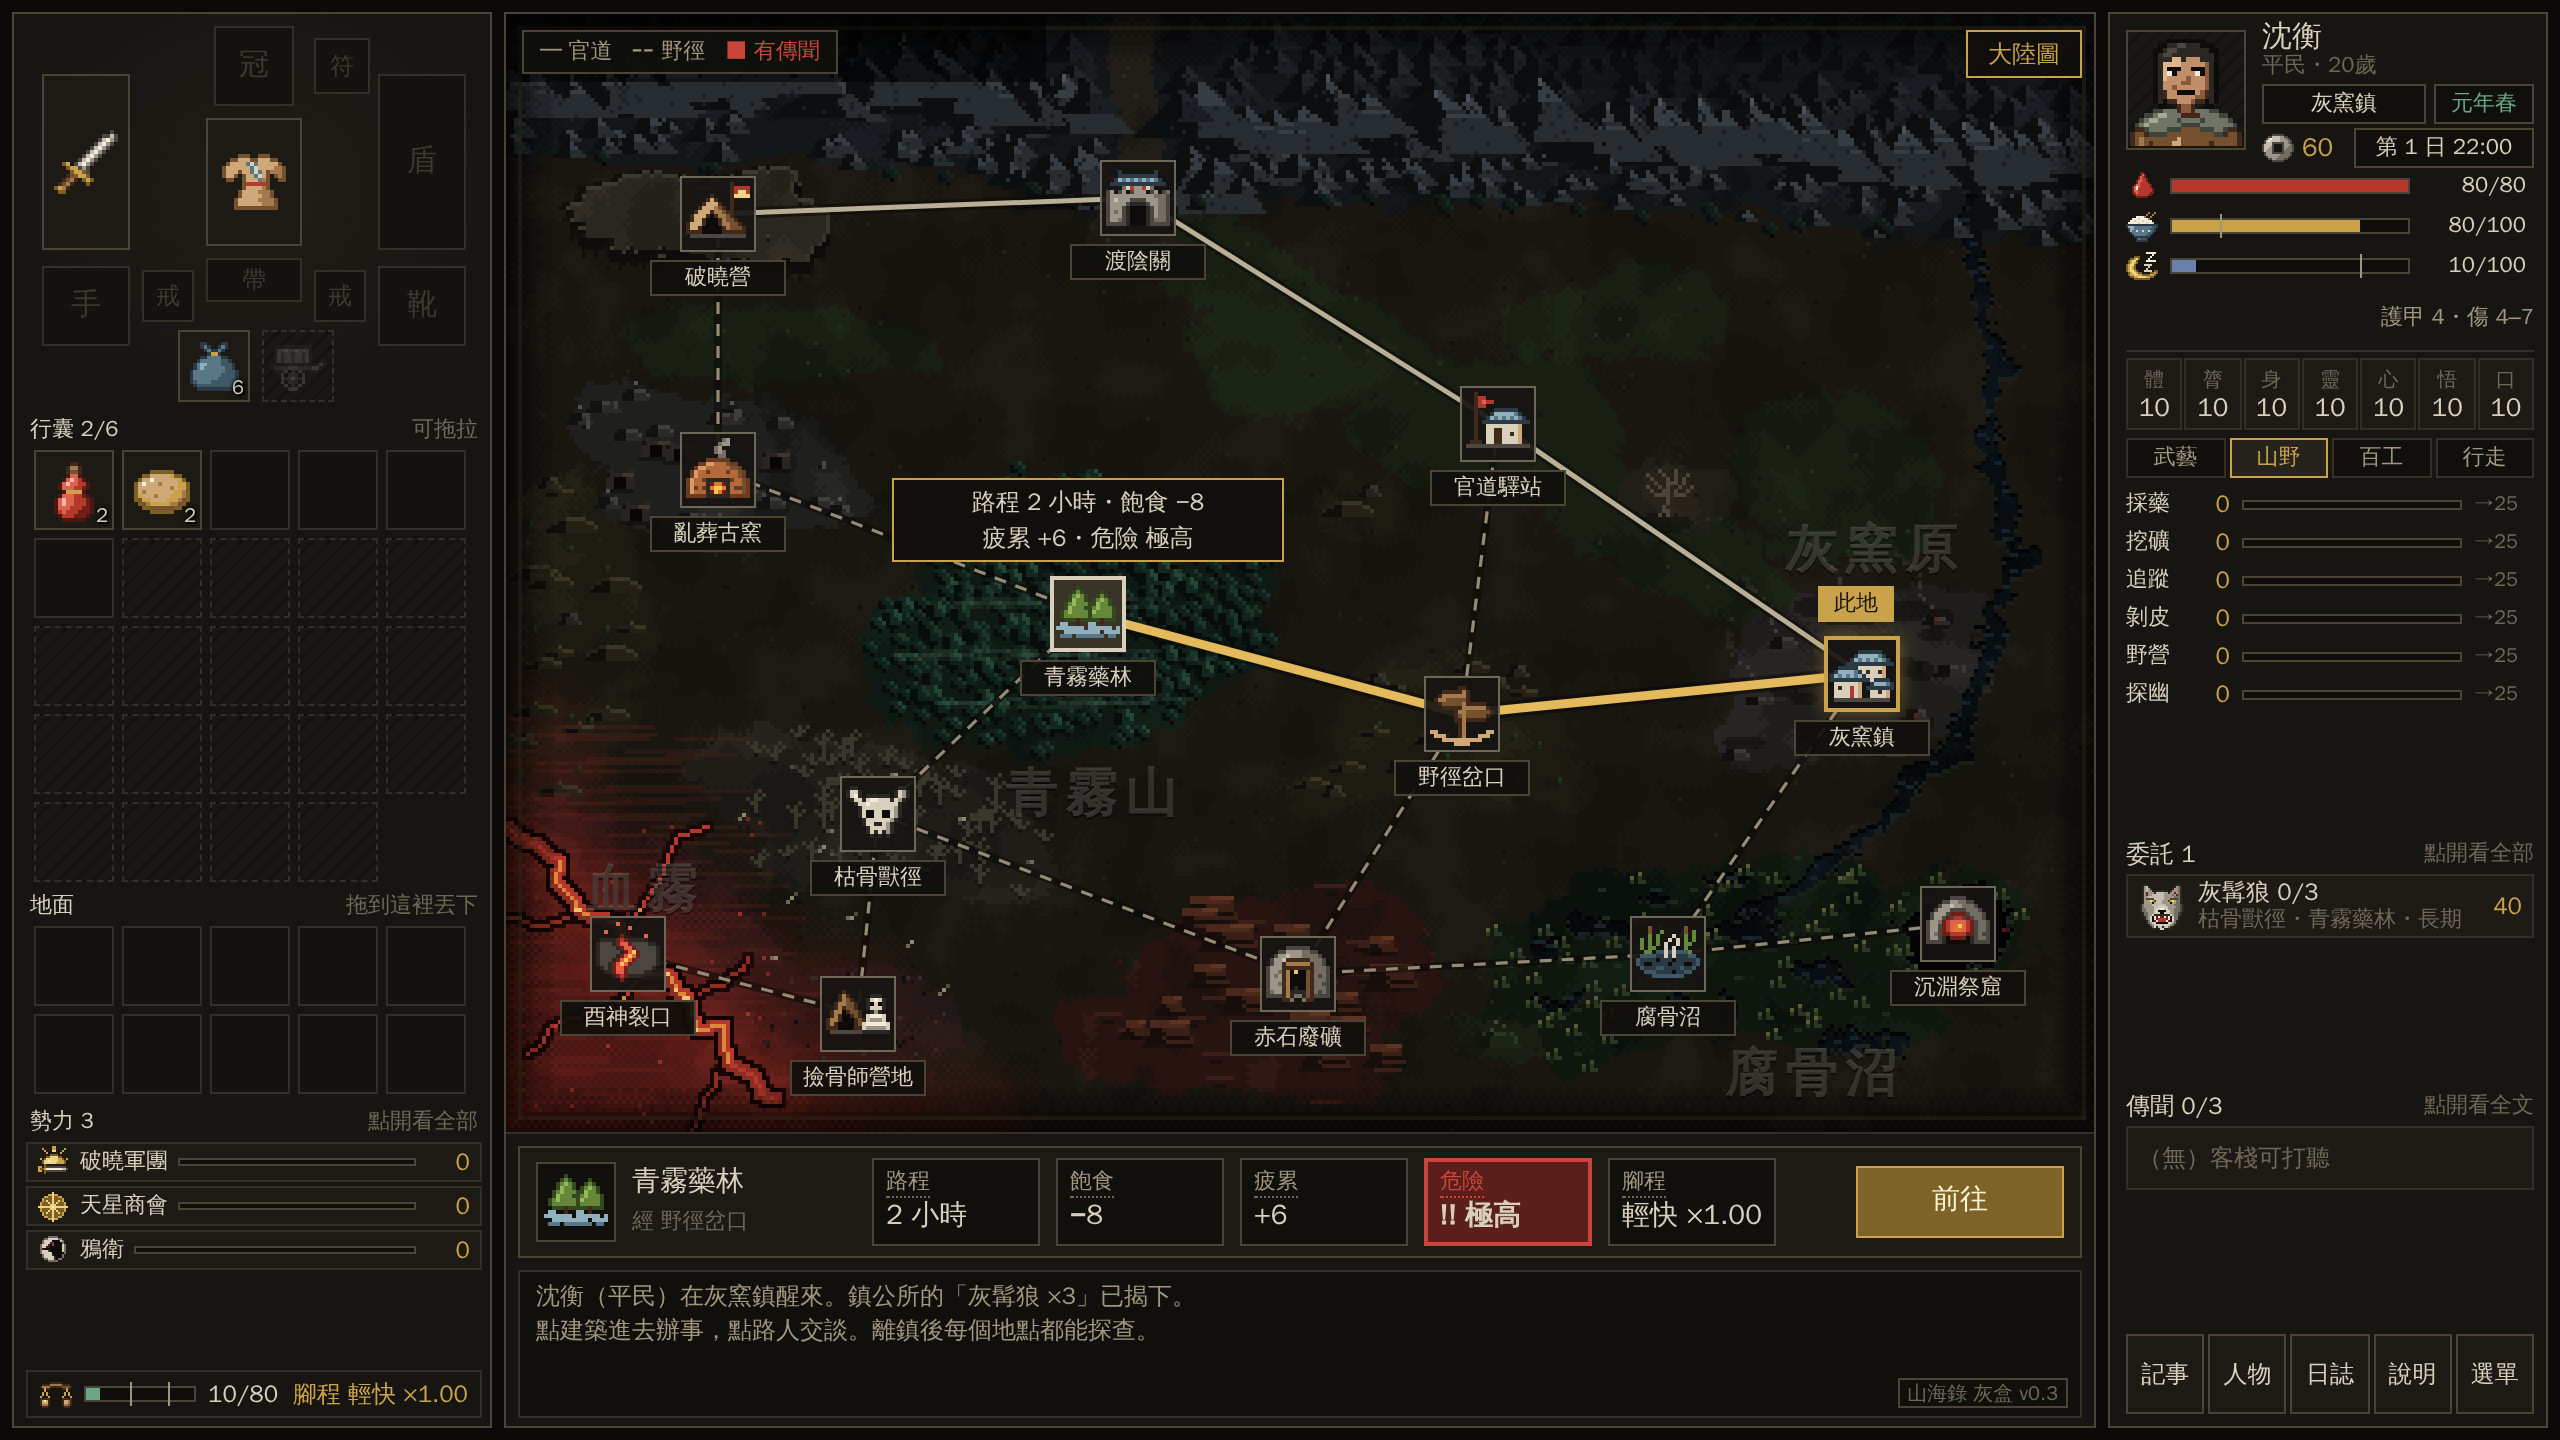 冠
符
盾
手
戒
帶
戒
靴
6
行囊 2/6
可拖拉
2
2
地面
拖到這裡丟下
勢力 3
點開看全部
破曉軍團
0
天星商會
0
鴉衛
0
10/80
腳程 輕快 ×1.00
— 官道 -- 野徑 ■ 有傳聞
大陸圖
破曉營
渡陰關
官道驛站
亂葬古窯
路程 2 小時・飽食 −8
疲累 +6・危險 極高
灰窯原
此地
青霧藥林
灰窯鎮
野徑岔口
青霧山
枯骨獸徑
血霧
酉神裂口
撿骨師營地
赤石廢礦
腐骨沼
沉淵祭窟
腐骨沼
青霧藥林
經 野徑岔口
路程
2 小時
飽食
−8
疲累
+6
危險
!! 極高
腳程
輕快 ×1.00
前往
沈衡（平民）在灰窯鎮醒來。鎮公所的「灰髯狼 ×3」已揭下。
點建築進去辦事，點路人交談。離鎮後每個地點都能探查。
山海錄 灰盒 v0.3
沈衡
平民・20歲
灰窯鎮
元年春
60
第 1 日 22:00
80/80
80/100
10/100
護甲 4・傷 4–7
體 膂 身 靈 心 悟 口
10 10 10 10 10 10 10
武藝 山野 百工 行走
採藥 0 →25
挖礦 0 →25
追蹤 0 →25
剝皮 0 →25
野營 0 →25
探幽 0 →25
委託 1
點開看全部
灰髯狼 0/3
枯骨獸徑・青霧藥林・長期
40
傳聞 0/3
點開看全文
（無）客棧可打聽
記事 人物 日誌 說明 選單